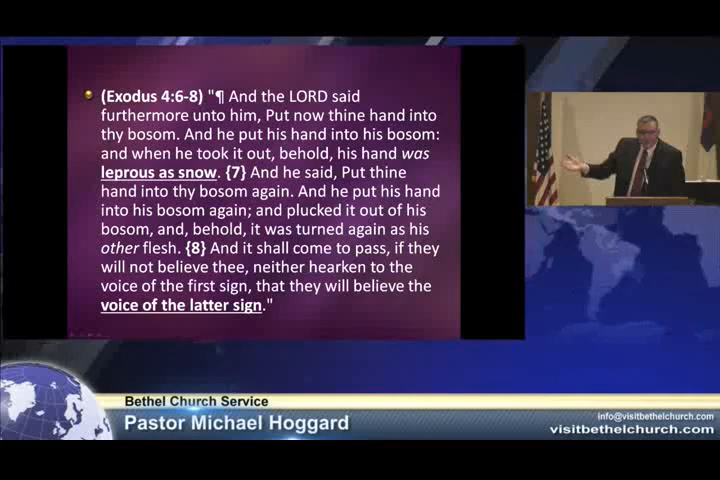 (Exodus 4:6-8) "¶ And the LORD said
furthermore unto him, Put now thine hand into
thy bosom. And he put his hand into his bosom:
and when he took it out, behold, his hand was
leprous as snow. {7} And he said, Put thine
hand into thy bosom again. And he put his hand
into his bosom again; and plucked it out of his
bosom, and, behold, it was turned again as his
other flesh. {8} And it shall come to pass, if they
will not believe thee, neither hearken to the
voice of the first sign, that they will believe the
voice of the latter sign."
Bethel Church Service
Pastor Michael Hoggard
info@visitbethelchurch.com
visitbethelchurch.com